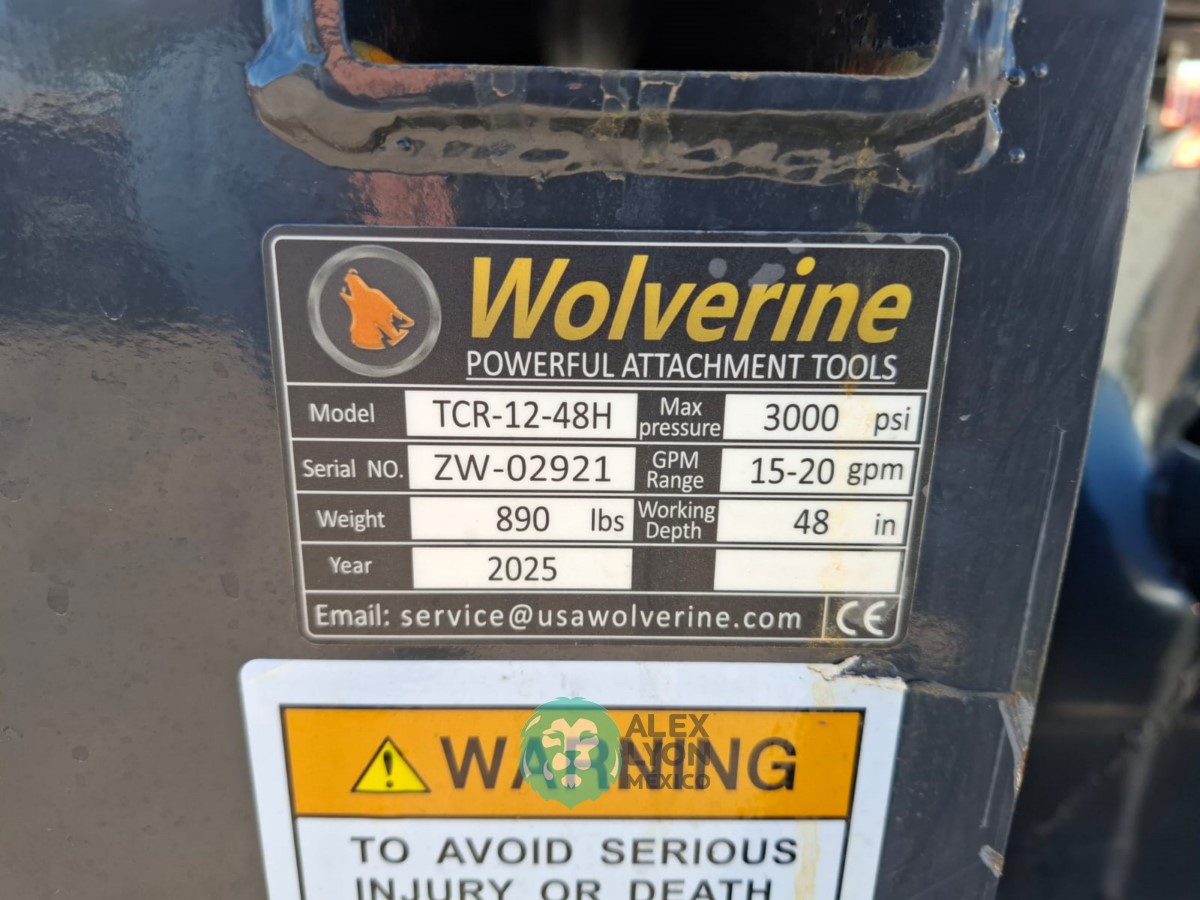 Wolverine
POWERFUL ATTACHMENT TOOLS
Model TCR-12-48H Max pressure 3000 psi
Serial NO. ZW-02921 GPM Range 15-20 gpm
Weight 890 lbs Working Depth 48 in
Year 2025
Email: service@usawolverine.com CE
WARNING
ALEX
LION
MEXICO
TO AVOID SERIOUS
INJURY OR DEATH